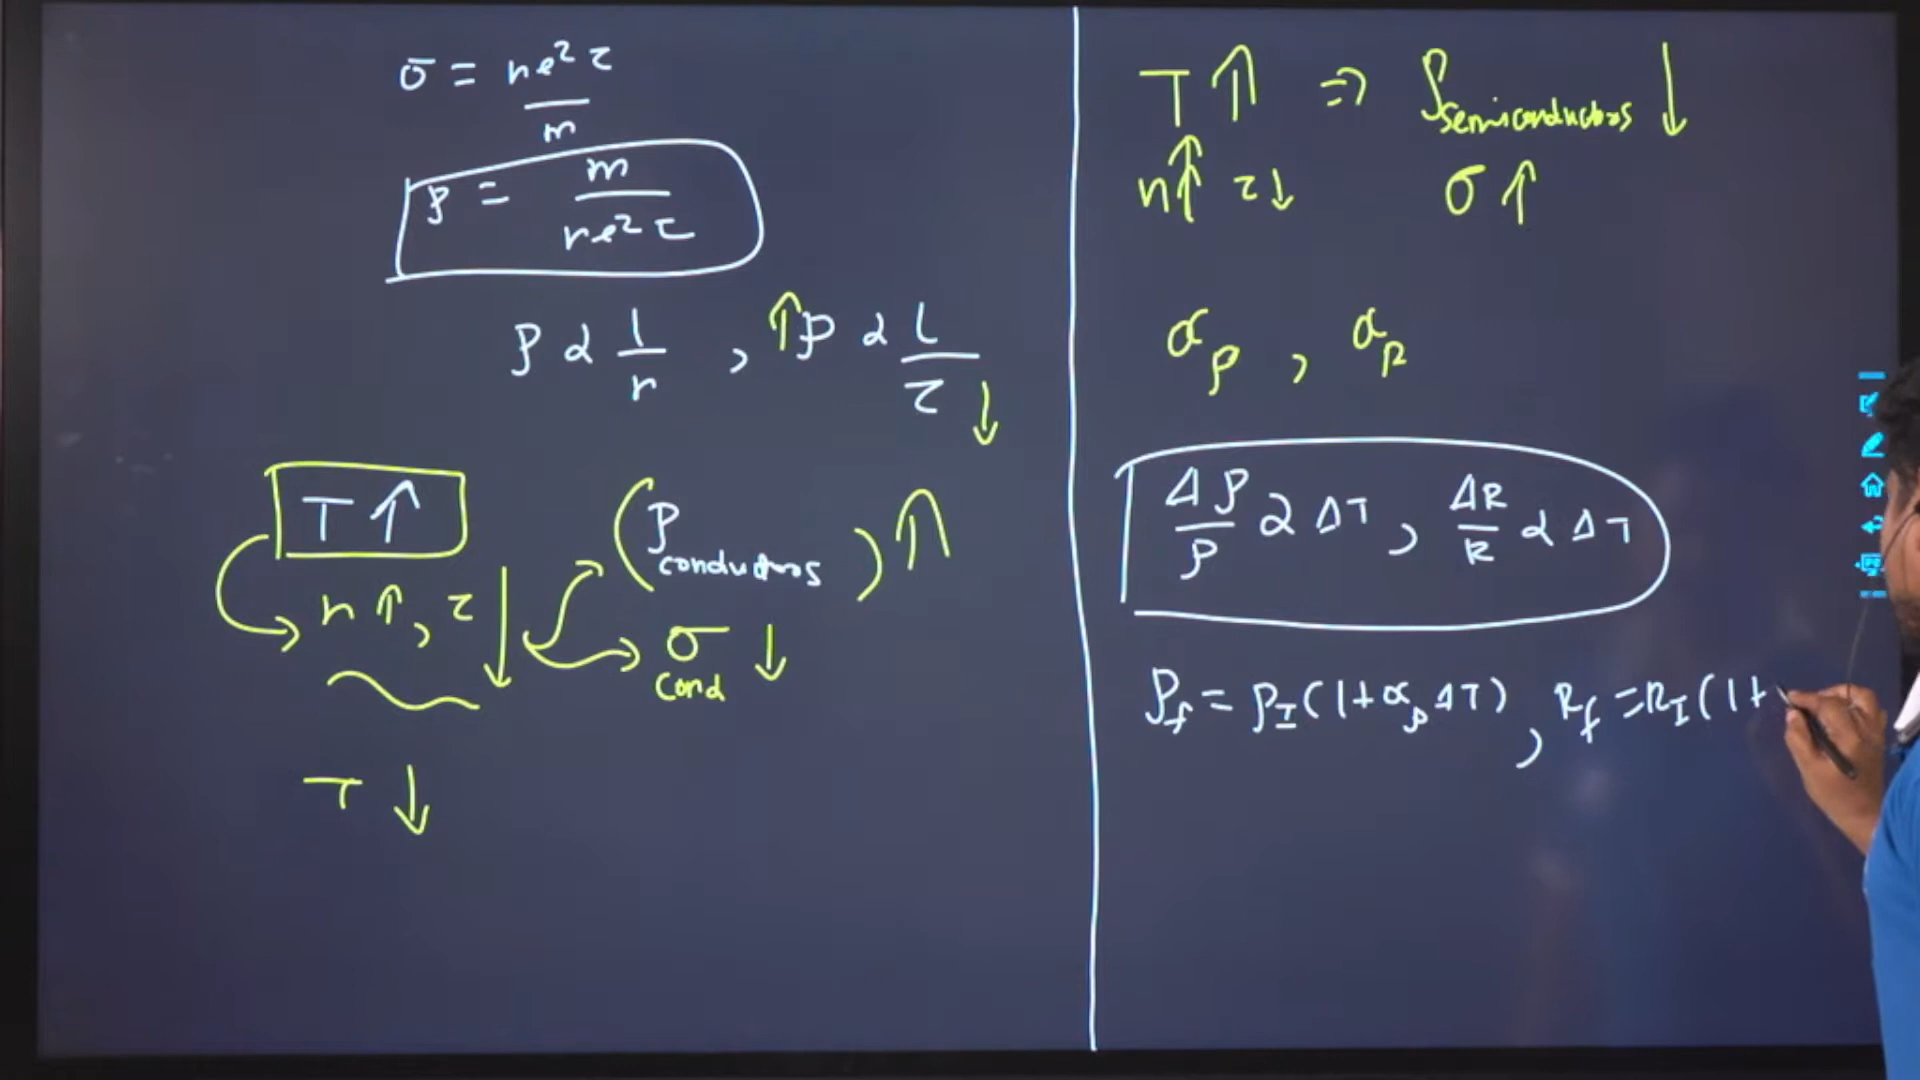 σ = ne²τ / m
ρ = m / ne²τ
ρ α 1/n , ↑ρ α 1/τ ↓
T↑ (ρ conductors) ↑
n↑, τ↓ σ cond ↓
T ↓
T ↑ ⇒ ρ semiconductors ↓
n↑ τ↓ σ↑
α_ρ , α_R
Δρ/ρ α ΔT , ΔR/R α ΔT
ρ_f = ρ_I (1+α_ρ ΔT) , R_f = R_I (1+